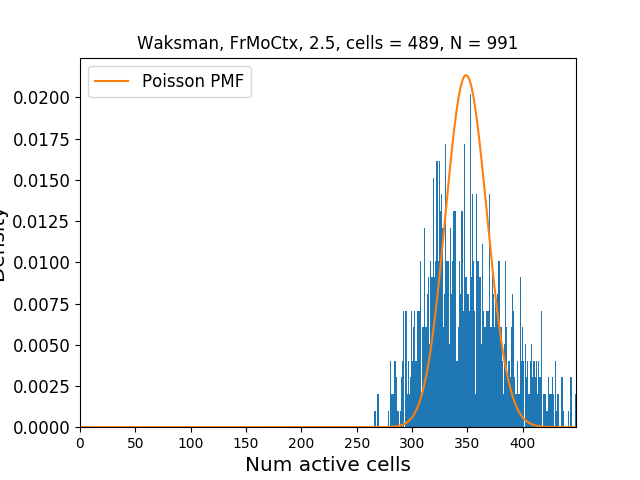 Waksman, FrMoCtx, 2.5, cells = 489, N = 991
Poisson PMF
0.0200
0.0175
0.0150
0.0125
0.0100
0.0075
0.0050
0.0025
0.0000
Density
0 50 100 150 200 250 300 350 400
Num active cells